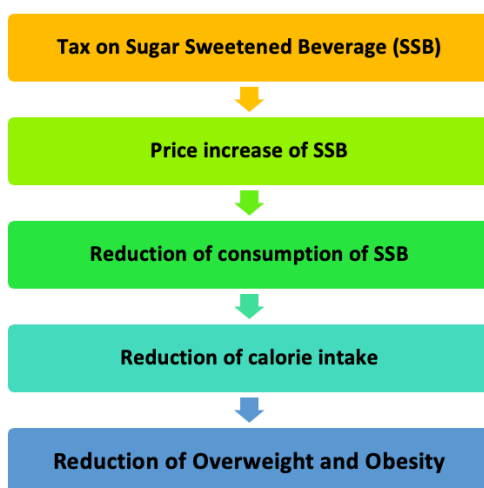 Tax on Sugar Sweetened Beverage (SSB)
Price increase of SSB
Reduction of consumption of SSB
Reduction of calorie intake
Reduction of Overweight and Obesity